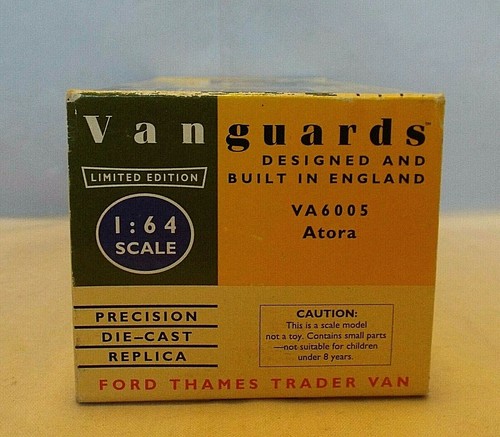 Vanguards™
DESIGNED AND
BUILT IN ENGLAND
LIMITED EDITION
1:64
SCALE
VA6005
Atora
PRECISION
DIE–CAST
REPLICA
CAUTION:
This is a scale model
not a toy. Contains small parts
—not suitable for children
under 8 years.
FORD THAMES TRADER VAN